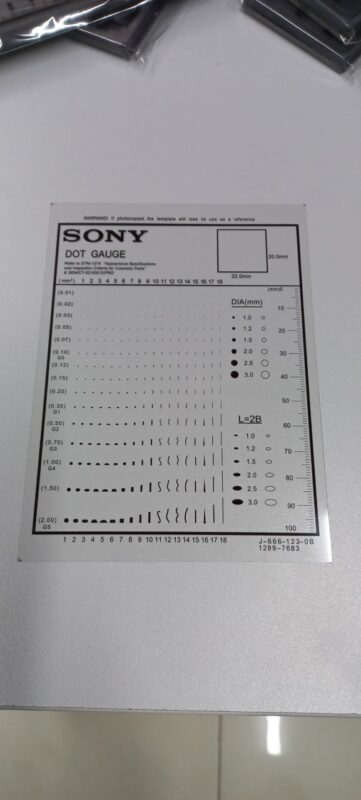 WARNING! If photocopied, the template will lose its use as a reference
SONY
DOT GAUGE
Refer to STM-1274 "Appearance Specifications
and Inspection Criteria for Cosmetic Parts"
20.0mm
20.0mm
(mm²) 1 2 3 4 5 6 7 8 9 10 11 12 13 14 15 16 17 18
(mm)0
(0.01)
(0.02)
(0.03)
(0.05)
(0.07)
(0.10)
G0
(0.12)
(0.15)
(0.20)
(0.30)
G1
(0.50)
G2
(0.70)
G3
(1.00)
G4
(1.50)
(2.00)
G5
DIA(mm)
1.0
1.2
1.5
2.0
2.5
3.0
L=2B
1.0
1.2
1.5
2.0
2.5
3.0
10
20
30
40
50
60
70
80
90
100
1 2 3 4 5 6 7 8 9 10 11 12 13 14 15 16 17 18
J-666-123-0B
1289-7683